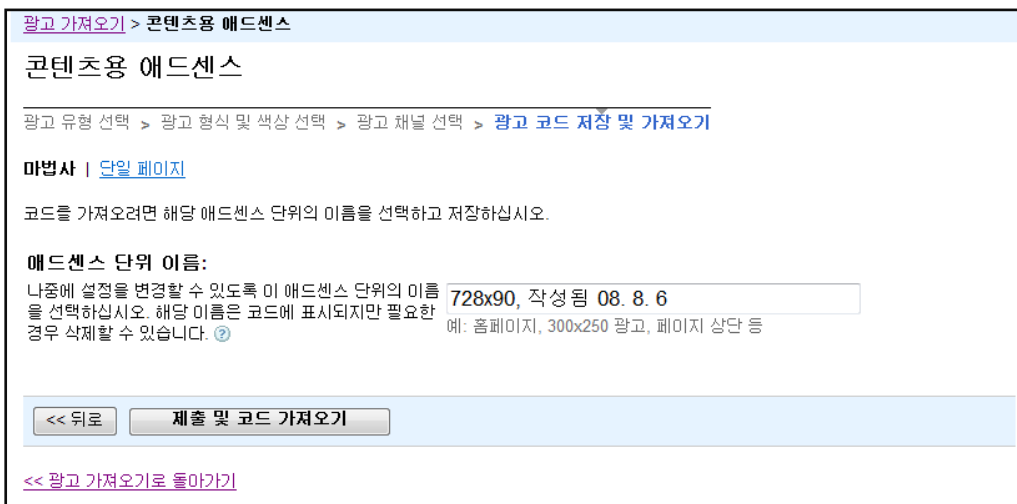 광고 가져오기 > 콘텐츠용 애드센스
콘텐츠용 애드센스
광고 유형 선택 > 광고 형식 및 색상 선택 > 광고 채널 선택 > 광고 코드 저장 및 가져오기
마법사 | 단일 페이지
코드를 가져오려면 해당 애드센스 단위의 이름을 선택하고 저장하십시오.
애드센스 단위 이름:
나중에 설정을 변경할 수 있도록 이 애드센스 단위의 이름
을 선택하십시오. 해당 이름은 코드에 표시되지만 필요한
경우 삭제할 수 있습니다. ?
728x90, 작성됨 08. 8. 6
예: 홈페이지, 300x250 광고, 페이지 상단 등
<< 뒤로 제출 및 코드 가져오기
<< 광고 가져오기로 돌아가기